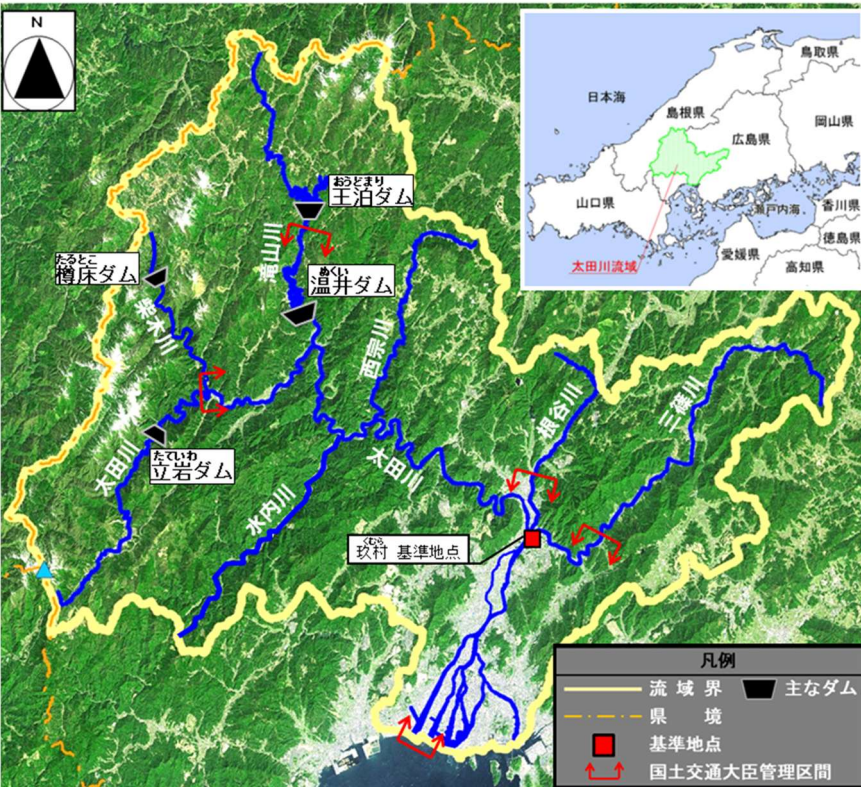 N
鳥取県
日本海
島根県
岡山県
広島県
山口県
瀬戸内海
香川県
徳島県
愛媛県
高知県
太田川流域
おうどまり
王泊ダム
滝山川
ぬくい
温井ダム
たるとこ
樽床ダム
柴木川
西宗川
根谷川
三篠川
太田川
たていわ
立岩ダム
太田川
水内川
くむら
玖村 基準地点
凡例
流域界
主なダム
県境
基準地点
国土交通大臣管理区間